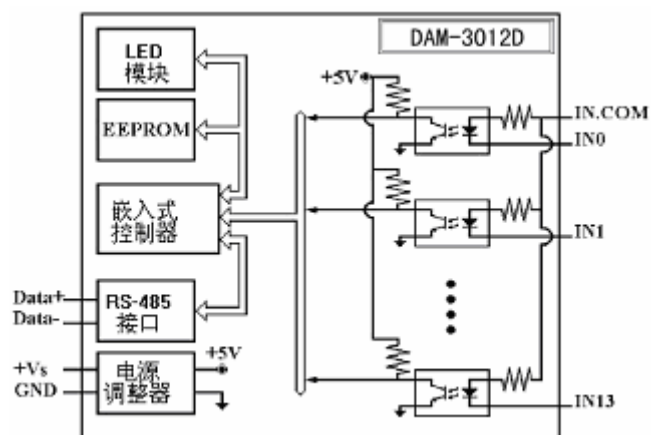 DAM-3012D
LED
模块
EEPROM
嵌入式
控制器
RS-485
接口
电源
调整器
Data+
Data-
+Vs
GND
+5V
+5V
IN.COM
IN0
IN1
IN13